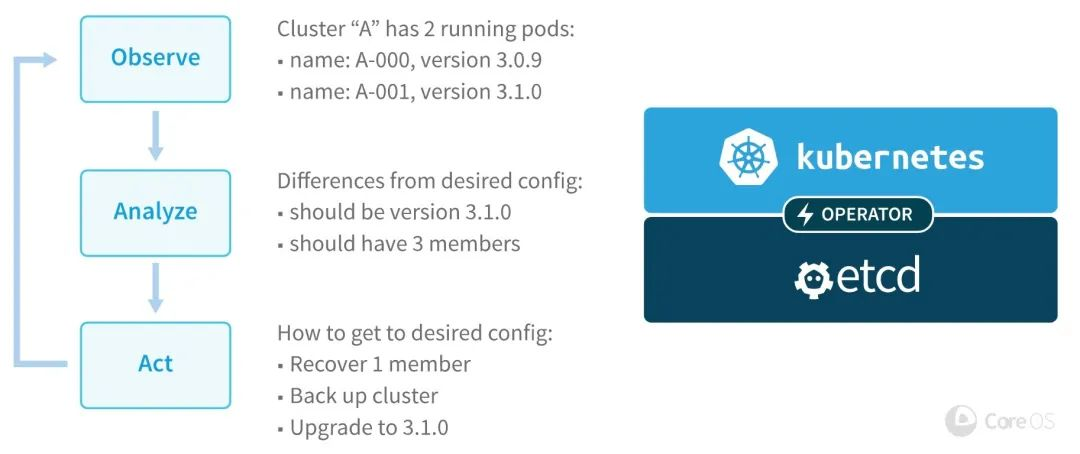 Observe
Cluster “A” has 2 running pods:
▪ name: A-000, version 3.0.9
▪ name: A-001, version 3.1.0
Analyze
Differences from desired config:
▪ should be version 3.1.0
▪ should have 3 members
Act
How to get to desired config:
▪ Recover 1 member
▪ Back up cluster
▪ Upgrade to 3.1.0
kubernetes
OPERATOR
etcd
CoreOS